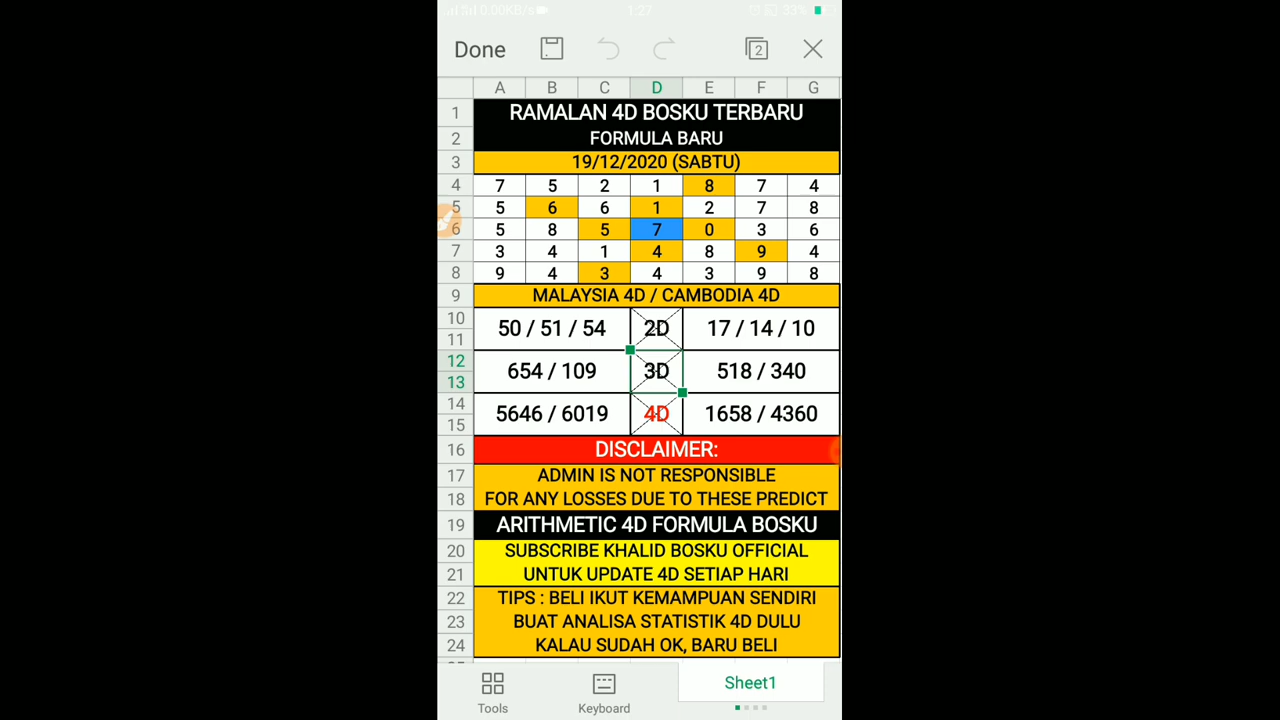 0.00KB/s 1:27 33%
Done 2
A B C D E F G
1 RAMALAN 4D BOSKU TERBARU
2 FORMULA BARU
3 19/12/2020 (SABTU)
4 7 5 2 1 8 7 4
5 5 6 6 1 2 7 8
6 5 8 5 7 0 3 6
7 3 4 1 4 8 9 4
8 9 4 3 4 3 9 8
9 MALAYSIA 4D / CAMBODIA 4D
10
50 / 51 / 54 2D 17 / 14 / 10
11
12
654 / 109 3D 518 / 340
13
14
5646 / 6019 4D 1658 / 4360
15
16 DISCLAIMER:
17 ADMIN IS NOT RESPONSIBLE
18 FOR ANY LOSSES DUE TO THESE PREDICT
19 ARITHMETIC 4D FORMULA BOSKU
20 SUBSCRIBE KHALID BOSKU OFFICIAL
21 UNTUK UPDATE 4D SETIAP HARI
22 TIPS : BELI IKUT KEMAMPUAN SENDIRI
23 BUAT ANALISA STATISTIK 4D DULU
24 KALAU SUDAH OK, BARU BELI
Tools Keyboard Sheet1